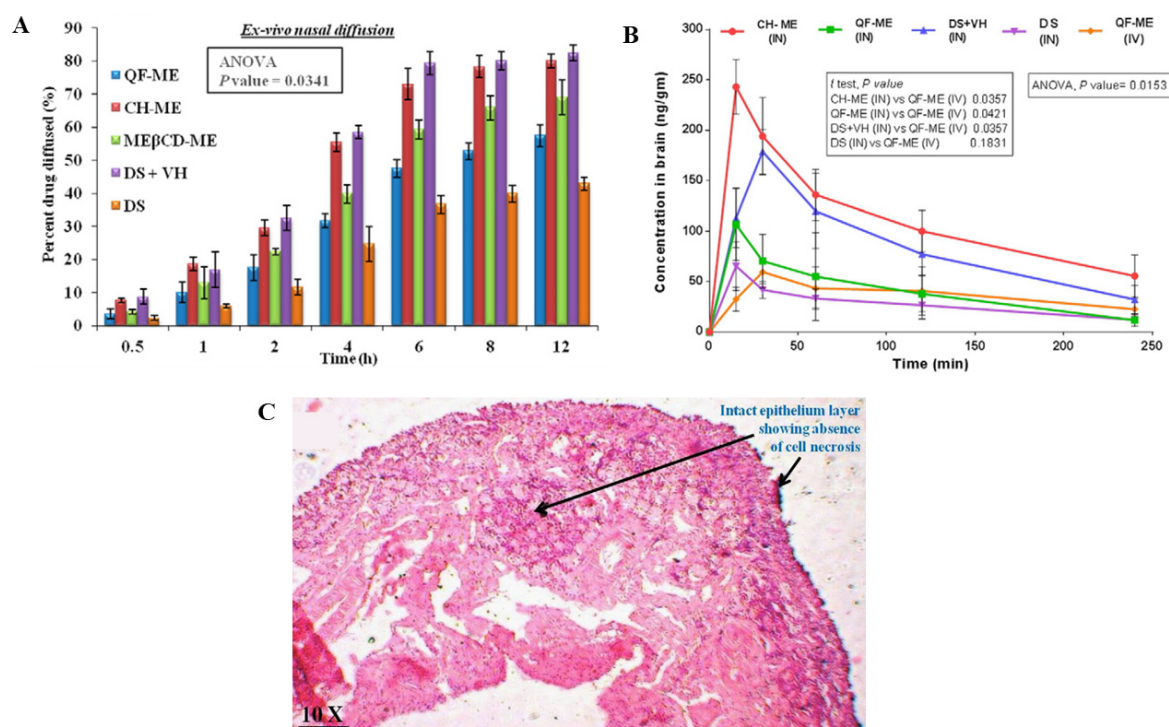 A
Ex-vivo nasal diffusion
ANOVA
P value = 0.0341
QF-ME
CH-ME
MEβCD-ME
DS + VH
DS
Percent drug diffused (%)
90
80
70
60
50
40
30
20
10
0
0.5 1 2 4 6 8 12
Time (h)
B
CH- ME (IN)
QF-ME (IN)
DS+VH (IN)
DS (IN)
QF-ME (IV)
t test, P value
CH-ME (IN) vs QF-ME (IV) 0.0357
QF-ME (IN) vs QF-ME (IV) 0.0421
DS+VH (IN) vs QF-ME (IV) 0.0357
DS (IN) vs QF-ME (IV) 0.1831
ANOVA, P value= 0.0153
Concentration in brain (ng/gm)
300
250
200
150
100
50
0
0 50 100 150 200 250
Time (min)
C
Intact epithelium layer
showing absence
of cell necrosis
10 X